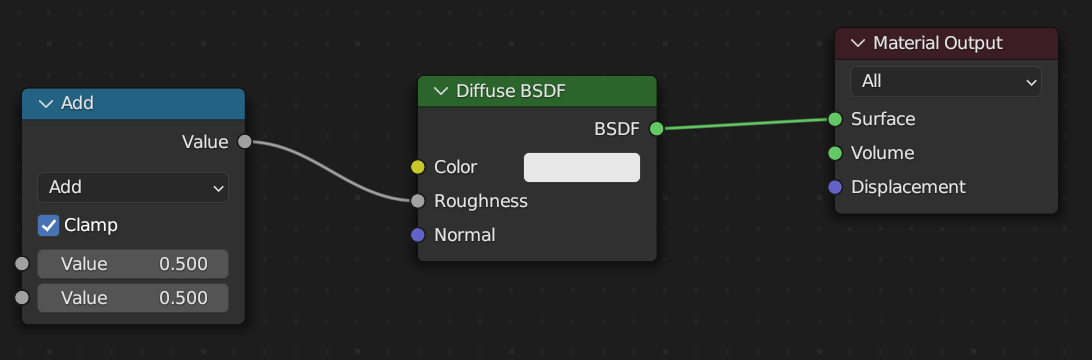 Add
Value
Add
Clamp
Value 0.500
Value 0.500
Diffuse BSDF
BSDF
Color
Roughness
Normal
Material Output
All
Surface
Volume
Displacement